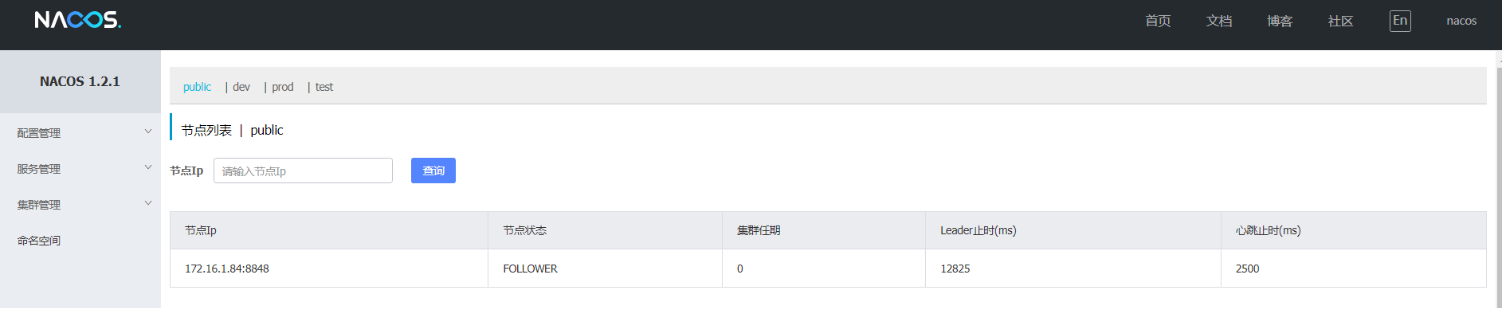 NACOS.
首页 文档 博客 社区 En nacos
NACOS 1.2.1
配置管理
服务管理
集群管理
命名空间
public | dev | prod | test
节点列表 | public
节点Ip 请输入节点Ip 查询
节点Ip 节点状态 集群任期 Leader止时(ms) 心跳止时(ms)
172.16.1.84:8848 FOLLOWER 0 12825 2500